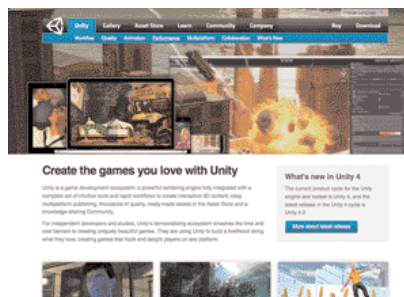 Unity Gallery Asset Store Learn Community Company Buy Download
Workflow Quality Animation Performance Multiplatform Collaboration What's New
Create the games you love with Unity
Unity is a game development ecosystem: a powerful rendering engine fully integrated with a
complete set of intuitive tools and rapid workflows to create interactive 3D content; easy
multiplatform publishing; thousands of quality, ready-made assets in the Asset Store and a
knowledge-sharing Community.
For independent developers and studios, Unity's democratizing ecosystem smashes the time and
cost barriers to creating uniquely beautiful games. They are using Unity to build a livelihood doing
what they love: creating games that hook and delight players on any platform.
What's new in Unity 4
The current product cycle for the Unity
engine and toolset is Unity 4, and the
latest release in the Unity 4 cycle is
Unity 4.2
More about latest release